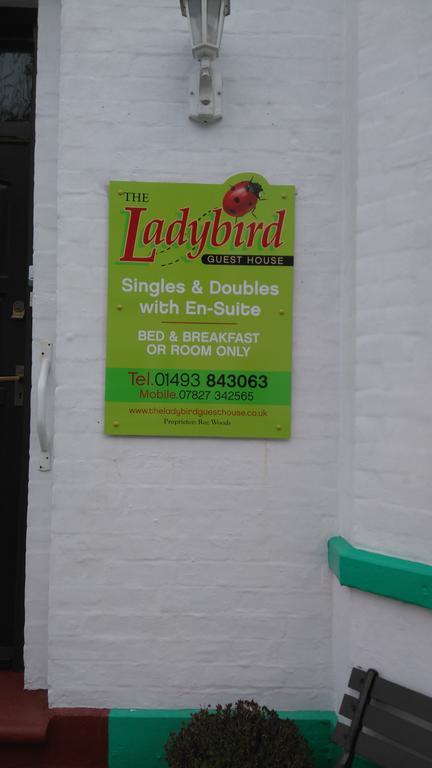 THE
Ladybird
GUEST HOUSE
Singles & Doubles
with En-Suite
BED & BREAKFAST
OR ROOM ONLY
Tel.01493 843063
Mobile.07827 342565
www.theladybirdguesthouse.co.uk
Proprietor: Roz Woods